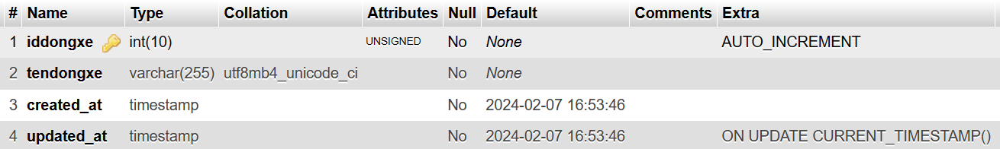 # Name Type Collation Attributes Null Default Comments Extra
1 iddongxe int(10) UNSIGNED No None AUTO_INCREMENT
2 tendongxe varchar(255) utf8mb4_unicode_ci No None
3 created_at timestamp No 2024-02-07 16:53:46
4 updated_at timestamp No 2024-02-07 16:53:46 ON UPDATE CURRENT_TIMESTAMP()